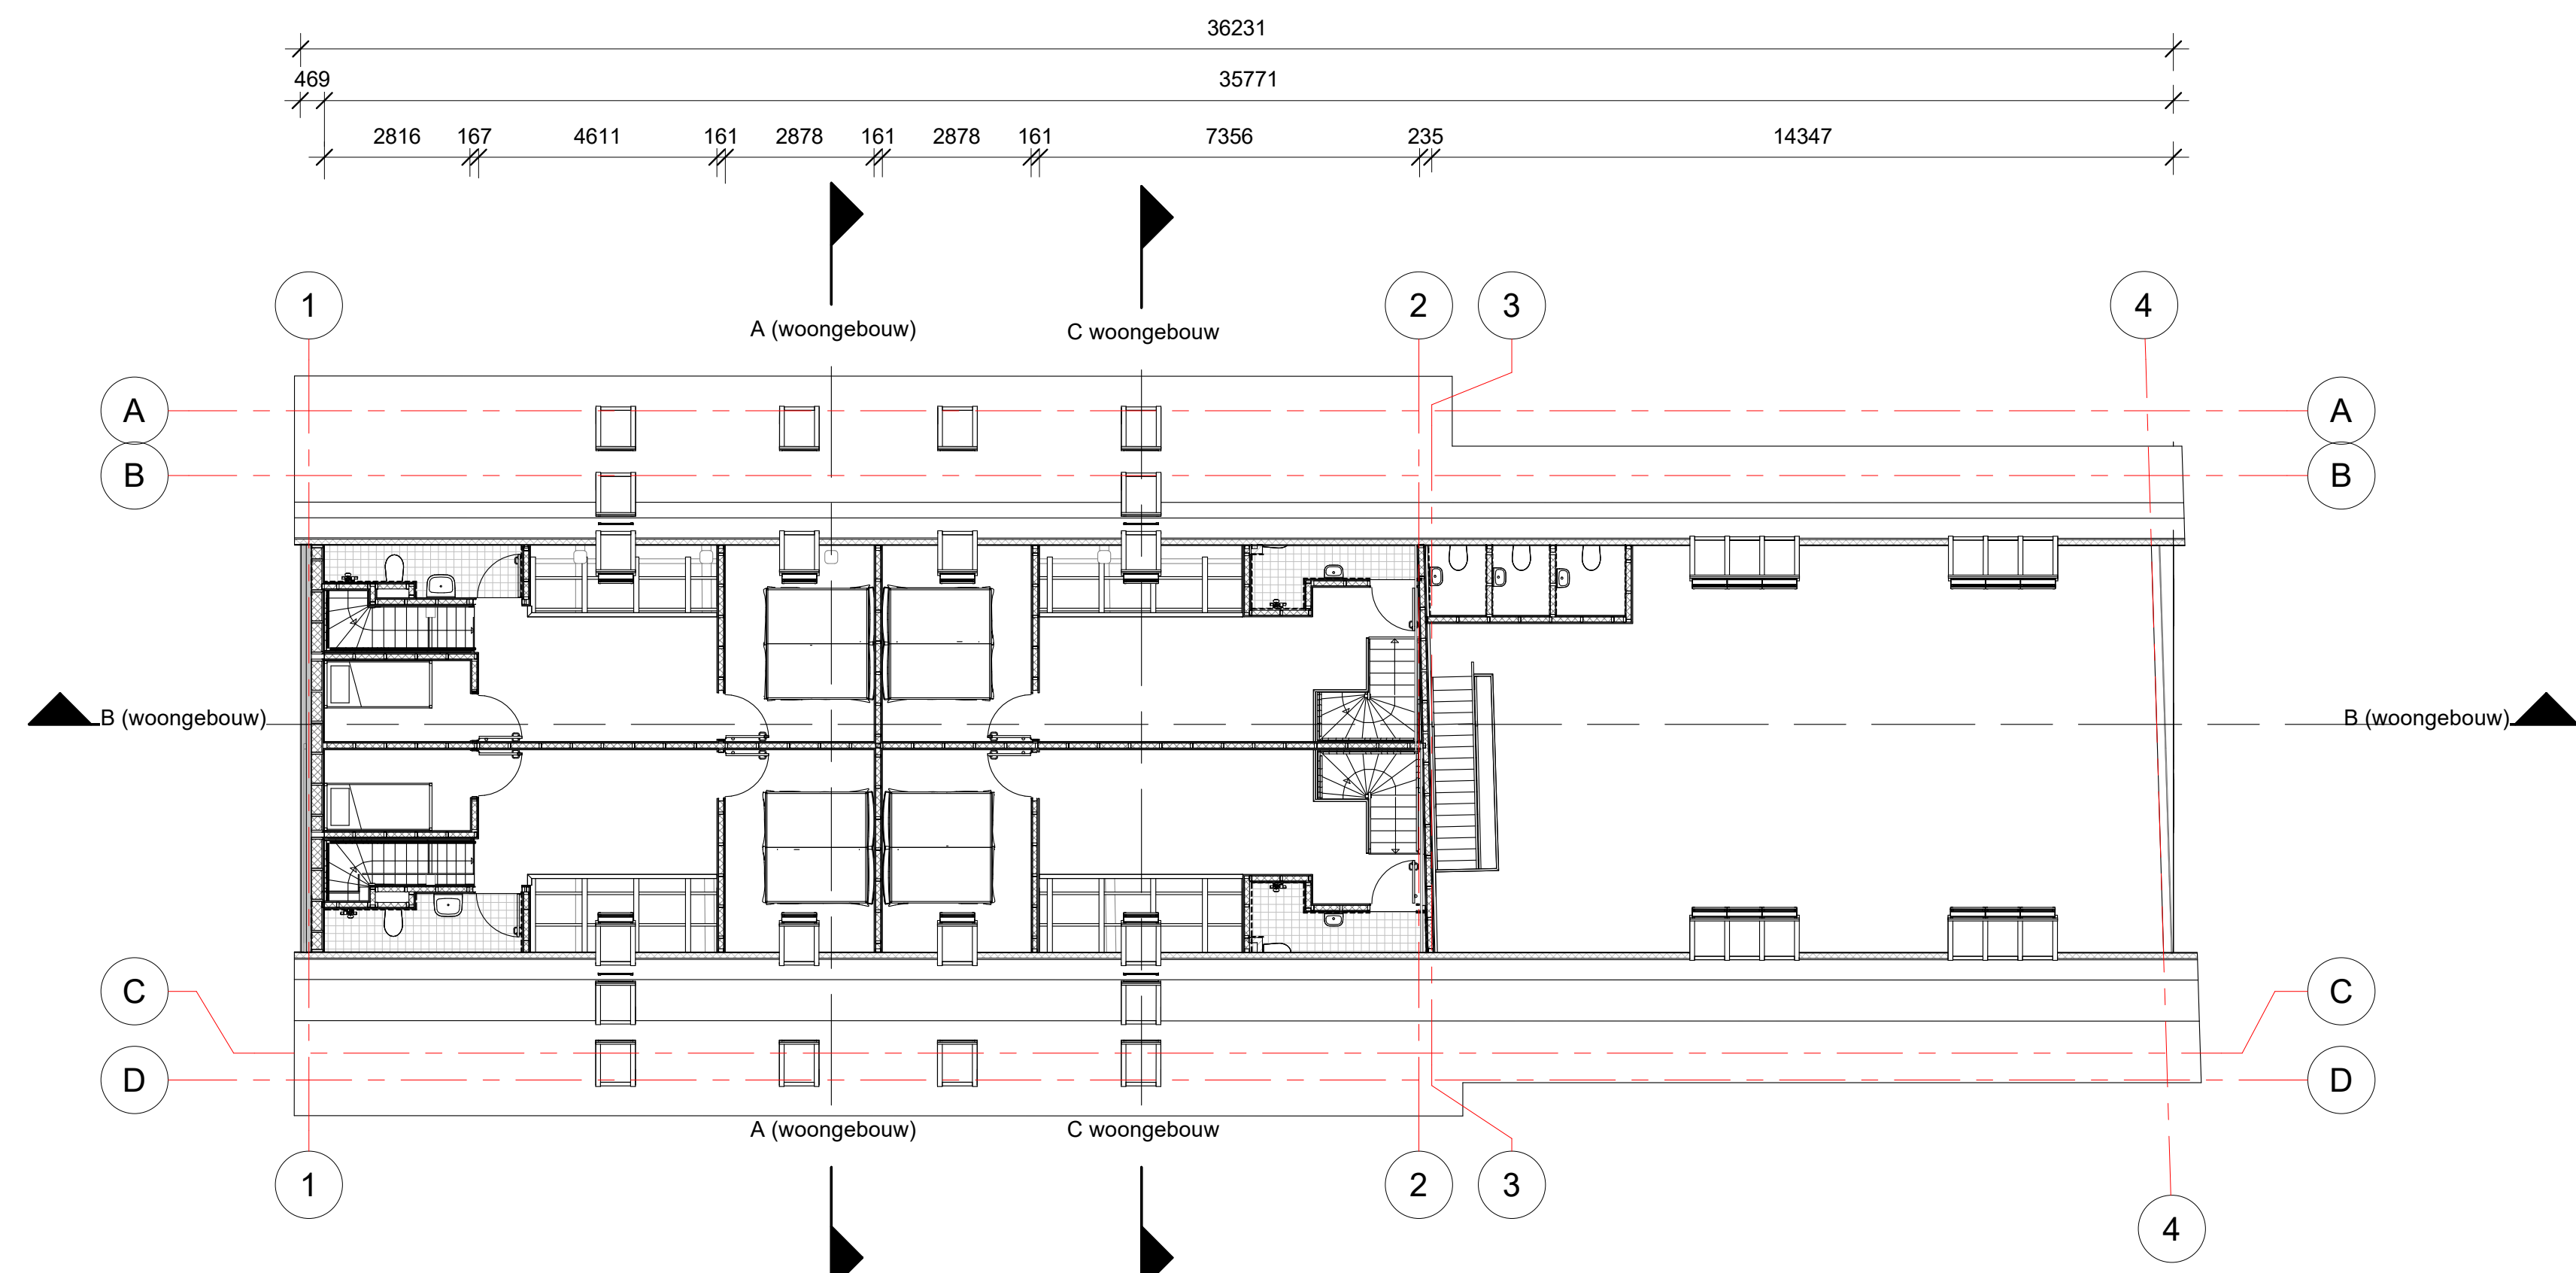 36231
469 35771
2816 167 4611 161 2878 161 2878 161 7356 235 14347
1 2 3 4
A (woongebouw) C woongebouw
A A
B B
B (woongebouw) B (woongebouw)
C C
D D
A (woongebouw) C woongebouw
1 2 3 4